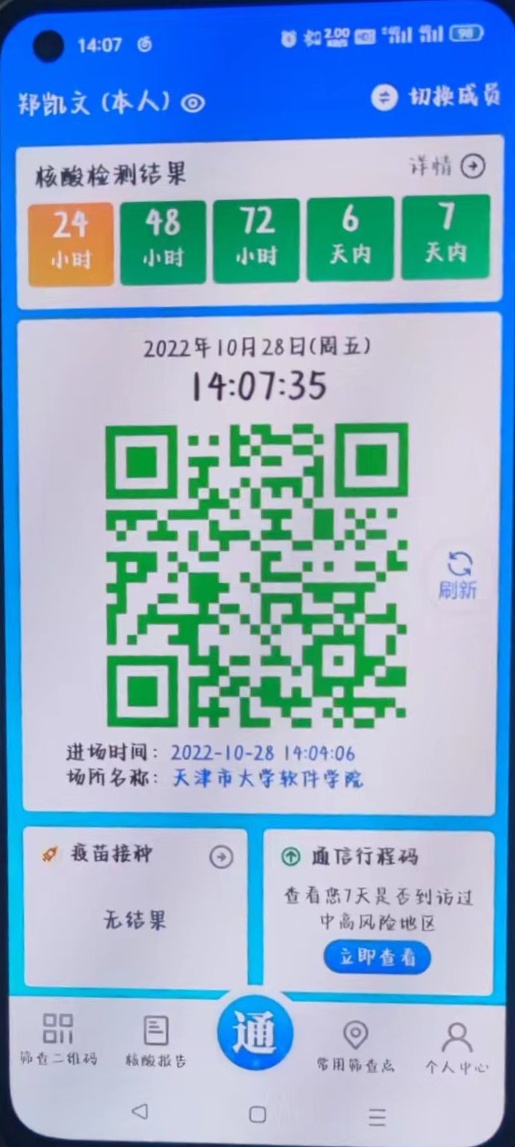 14:07
2.00 KB/S
HD
98
郑凯文(本人)
切换成员
核酸检测结果
详情
24 48 72 6 7
小时 小时 小时 天内 天内
2022年10月28日(周五)
14:07:35
刷新
进场时间: 2022-10-28 14:04:06
场所名称: 天津市大学软件学院
疫苗接种
无结果
通信行程码
查看您7天是否到访过
中高风险地区
立即查看
筛查二维码
核酸报告
通
常用筛查点
个人中心